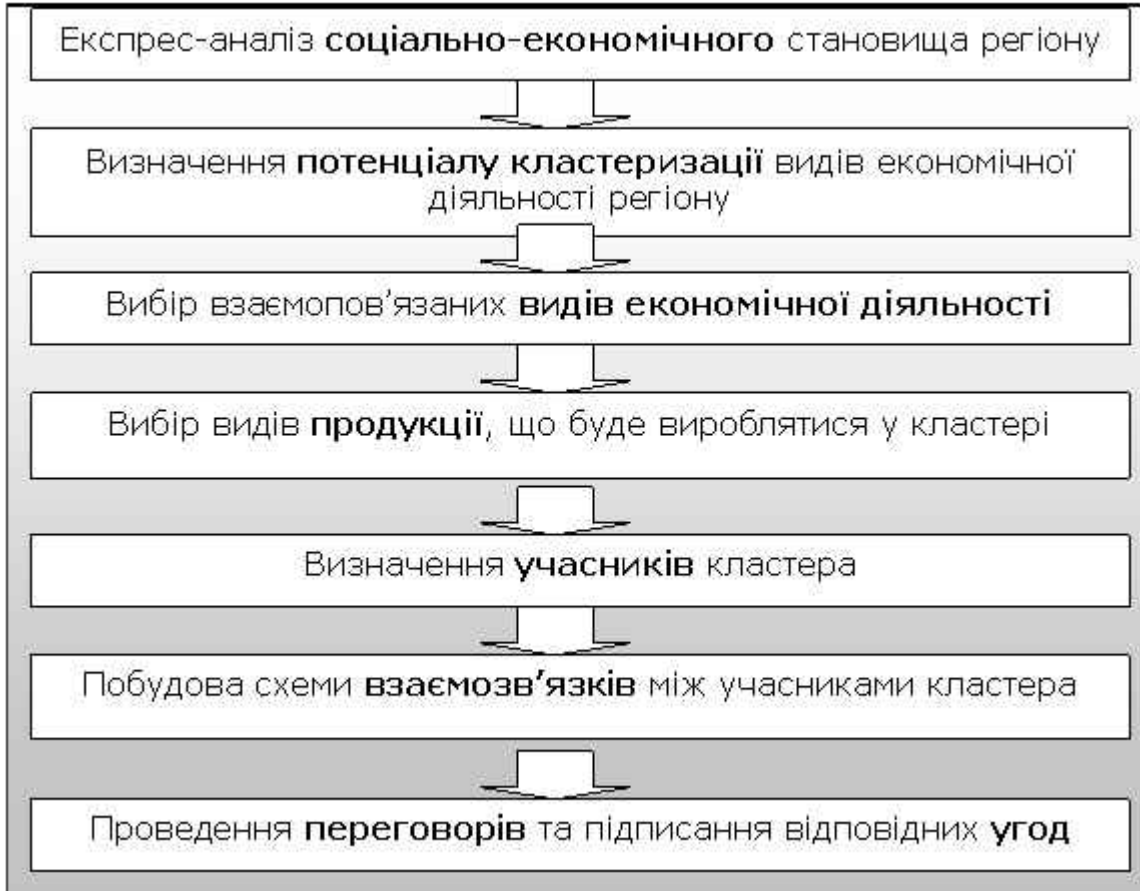 Експрес-аналіз соціально-економічного становища регіону
Визначення потенціалу кластеризації видів економічної
діяльності регіону
Вибір взаємопов'язаних видів економічної діяльності
Вибір видів продукції, що буде вироблятися у кластері
Визначення учасників кластера
Побудова схеми взаємозв'язків між учасниками кластера
Проведення переговорів та підписання відповідних угод